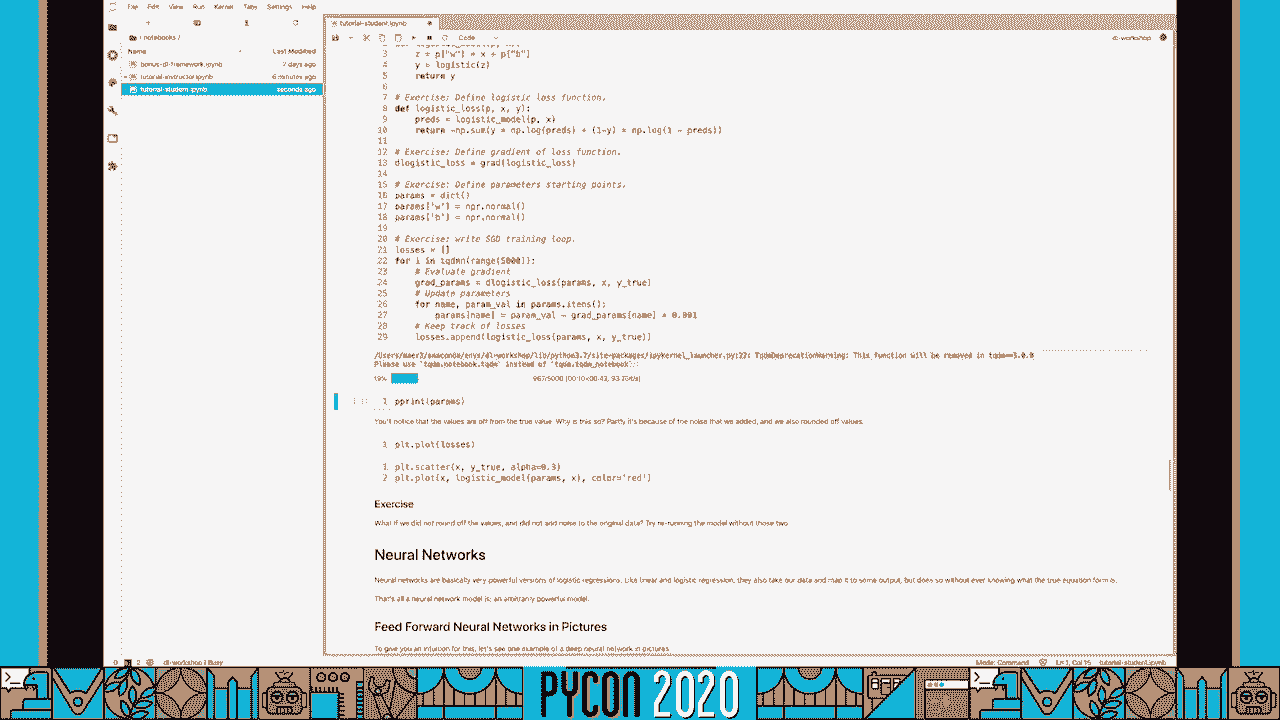 File Edit View Run Kernel Tabs Settings Help
tutorial-student.ipynb
Code
dl-workshop
/ notebooks /
Name Last Modified
bonus-dl-framework.ipynb 7 days ago
tutorial-instructor.ipynb 6 minutes ago
tutorial-student.ipynb seconds ago
3 z = p["w"] * x + p["b"]
4 y = logistic(z)
5 return y
6
7 # Exercise: Define logistic loss function.
8 def logistic_loss(p, x, y):
9 preds = logistic_model(p, x)
10 return -np.sum(y * np.log(preds) + (1-y) * np.log(1 - preds))
11
12 # Exercise: Define gradient of loss function.
13 dlogistic_loss = grad(logistic_loss)
14
15 # Exercise: Define parameters starting points.
16 params = dict()
17 params['w'] = npr.normal()
18 params['b'] = npr.normal()
19
20 # Exercise: write SGD training loop.
21 losses = []
22 for i in tqdmn(range(5000)):
23 # Evaluate gradient
24 grad_params = dlogistic_loss(params, x, y_true)
25 # Update parameters
26 for name, param_val in params.items():
27 params[name] = param_val - grad_params[name] * 0.001
28 # Keep track of losses
29 losses.append(logistic_loss(params, x, y_true))
/anaconda/envs/dl-workshop/lib/python3.7/site-packages/ipykernel_launcher.py:22: TqdmDeprecationWarning: This function will be removed in tqdm==5.0.0
Please use `tqdm.notebook.tqdm` instead of `tqdm.tqdm_notebook`
19% 967/5000
1 pprint(params)
You'll notice that the values are off from the true value. Why is this so? Partly it's because of the noise that we added, and we also rounded off values.
1 plt.plot(losses)
1 plt.scatter(x, y_true, alpha=0.3)
2 plt.plot(x, logistic_model(params, x), color='red')
Exercise
What if we did not round off the values, and did not add noise to the original data? Try re-running the model without those two.
Neural Networks
Neural networks are basically very powerful versions of logistic regressions. Like linear and logistic regression, they also take our data and map it to some output, but does so without ever knowing what the true equation form is.
That's all a neural network model is: an arbitrarily powerful model.
Feed Forward Neural Networks in Pictures
To give you an intuition for this, let's see one example of a deep neural network in pictures
0 2 dl-workshop | Busy
Mode: Command Ln 1, Col 15 tutorial-student.ipynb
PYCON 2020